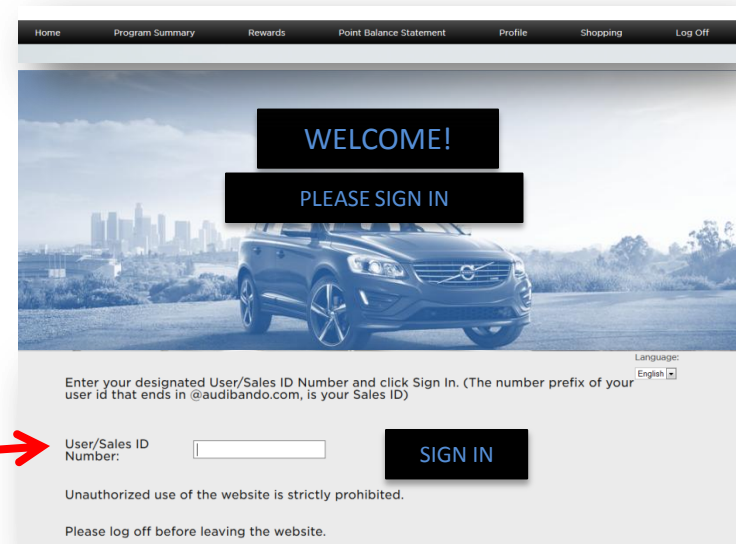 Home Program Summary Rewards Point Balance Statement Profile Shopping Log Off
WELCOME!
PLEASE SIGN IN
Language:
English
Enter your designated User/Sales ID Number and click Sign In. (The number prefix of your
user id that ends in @audibando.com, is your Sales ID)
User/Sales ID
Number:
SIGN IN
Unauthorized use of the website is strictly prohibited.
Please log off before leaving the website.